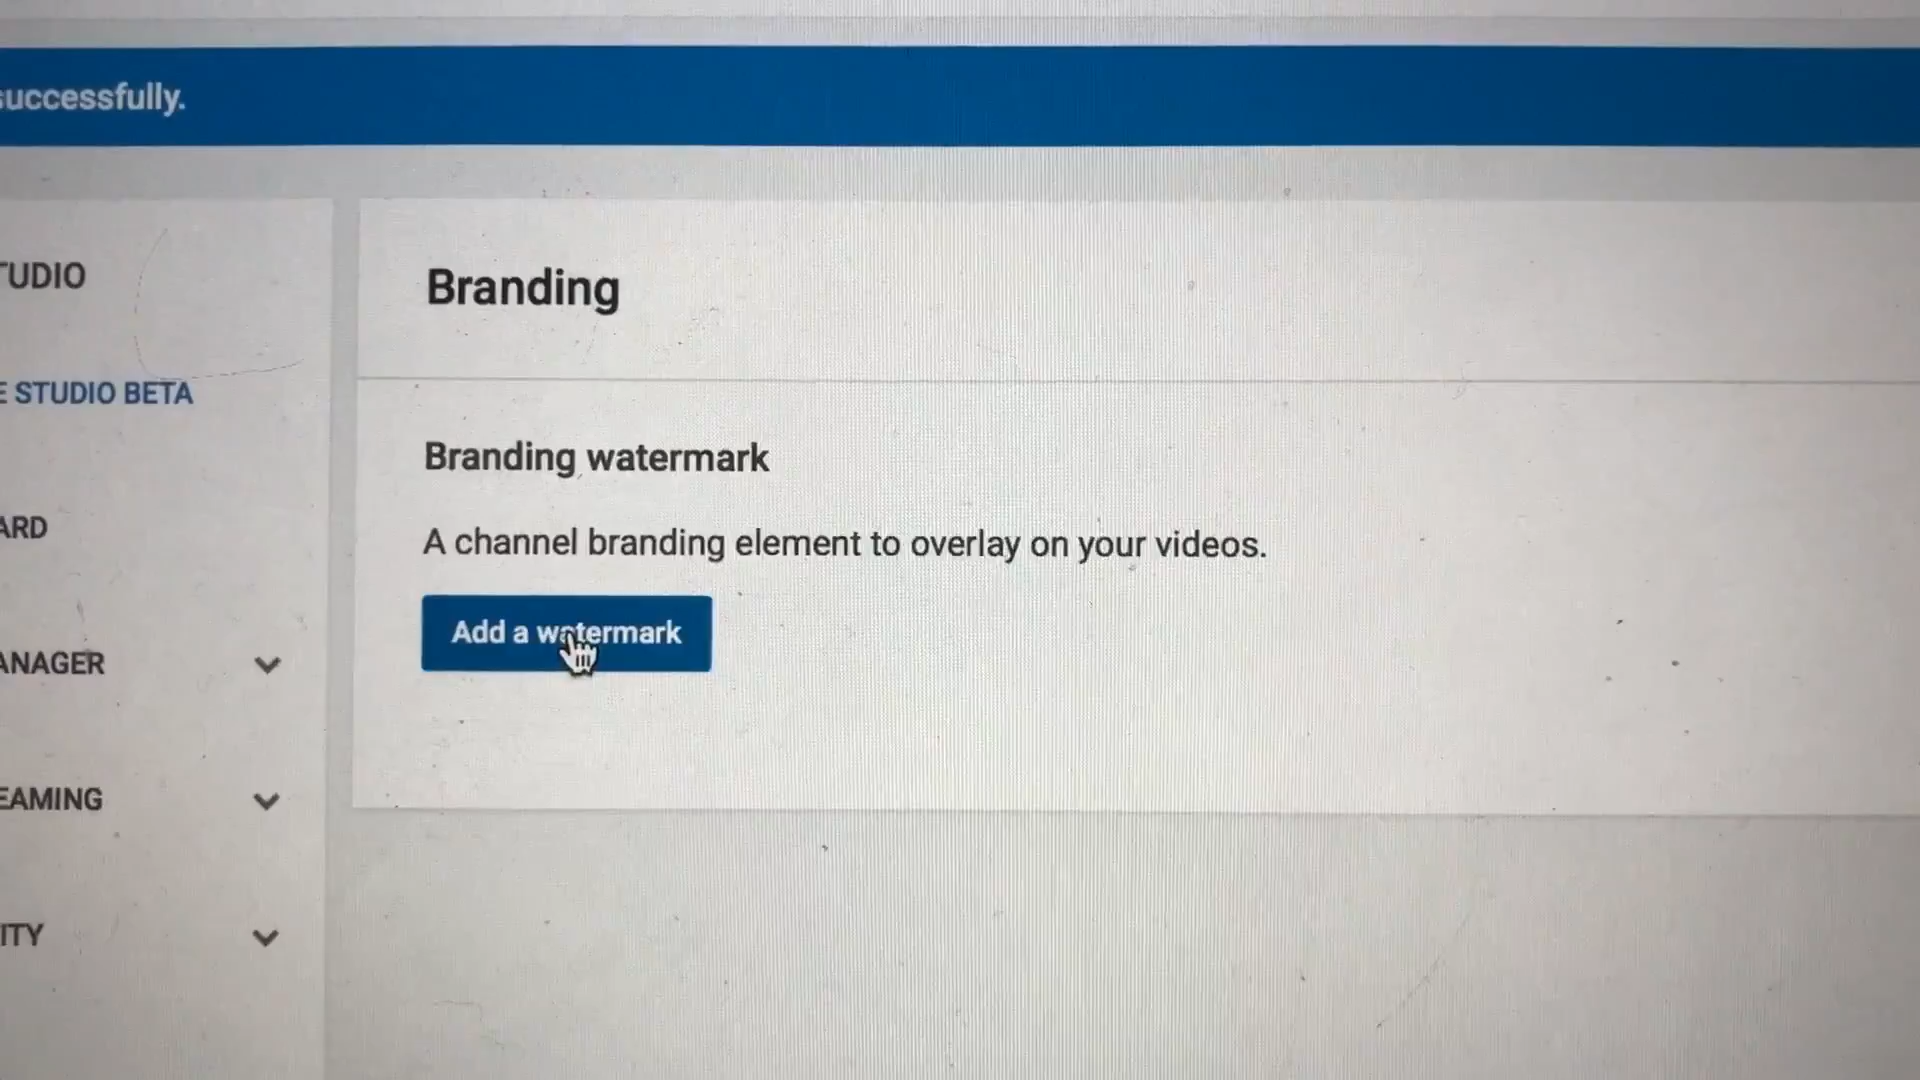 successfully.
TUDIO
E STUDIO BETA
ARD
ANAGER
EAMING
ITY
Branding
Branding watermark
A channel branding element to overlay on your videos.
Add a watermark